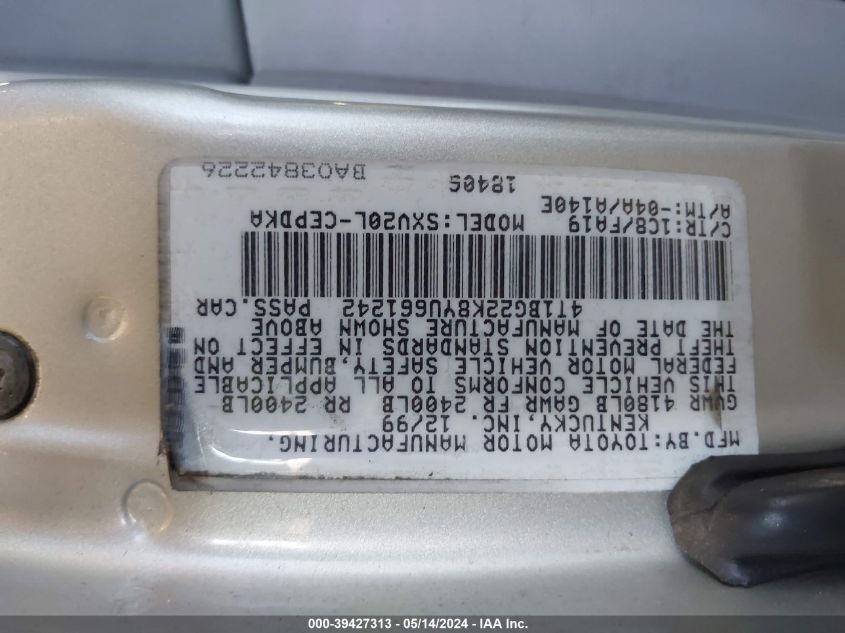 MFD.BY:TOYOTA MOTOR MANUFACTURING,
KENTUCKY,INC. 12/99
GVWR 4180LB GAWR FR 2400LB RR 2400LB
THIS VEHICLE CONFORMS TO ALL APPLICABLE
FEDERAL MOTOR VEHICLE SAFETY,BUMPER AND
THEFT PREVENTION STANDARDS IN EFFECT ON
THE DATE OF MANUFACTURE SHOWN ABOVE
4T1BG22K8YU661242 PASS.CAR
C/TR:1C8/FA19 MODEL:SXV20L-CEPDKA
A/TM:-04A/A140E
18405
BA03842226
000-39427313 - 05/14/2024 - IAA Inc.